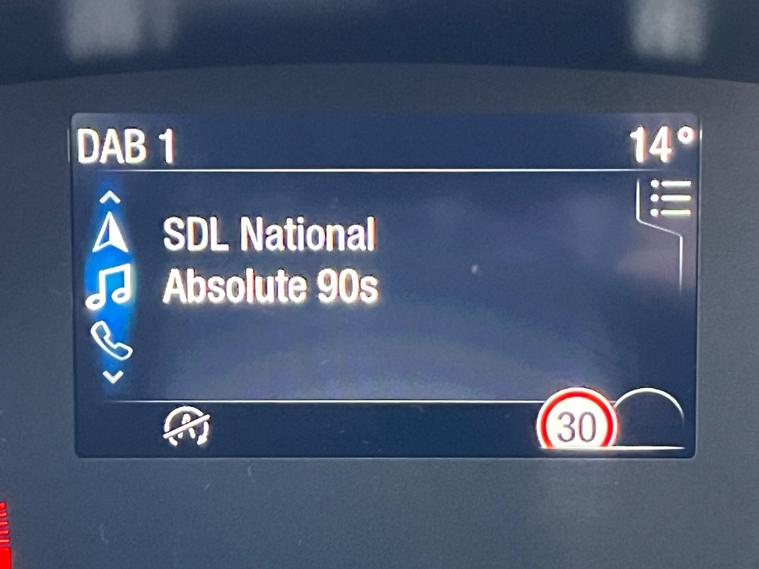 DAB 1
14°
SDL National
Absolute 90s
A
30